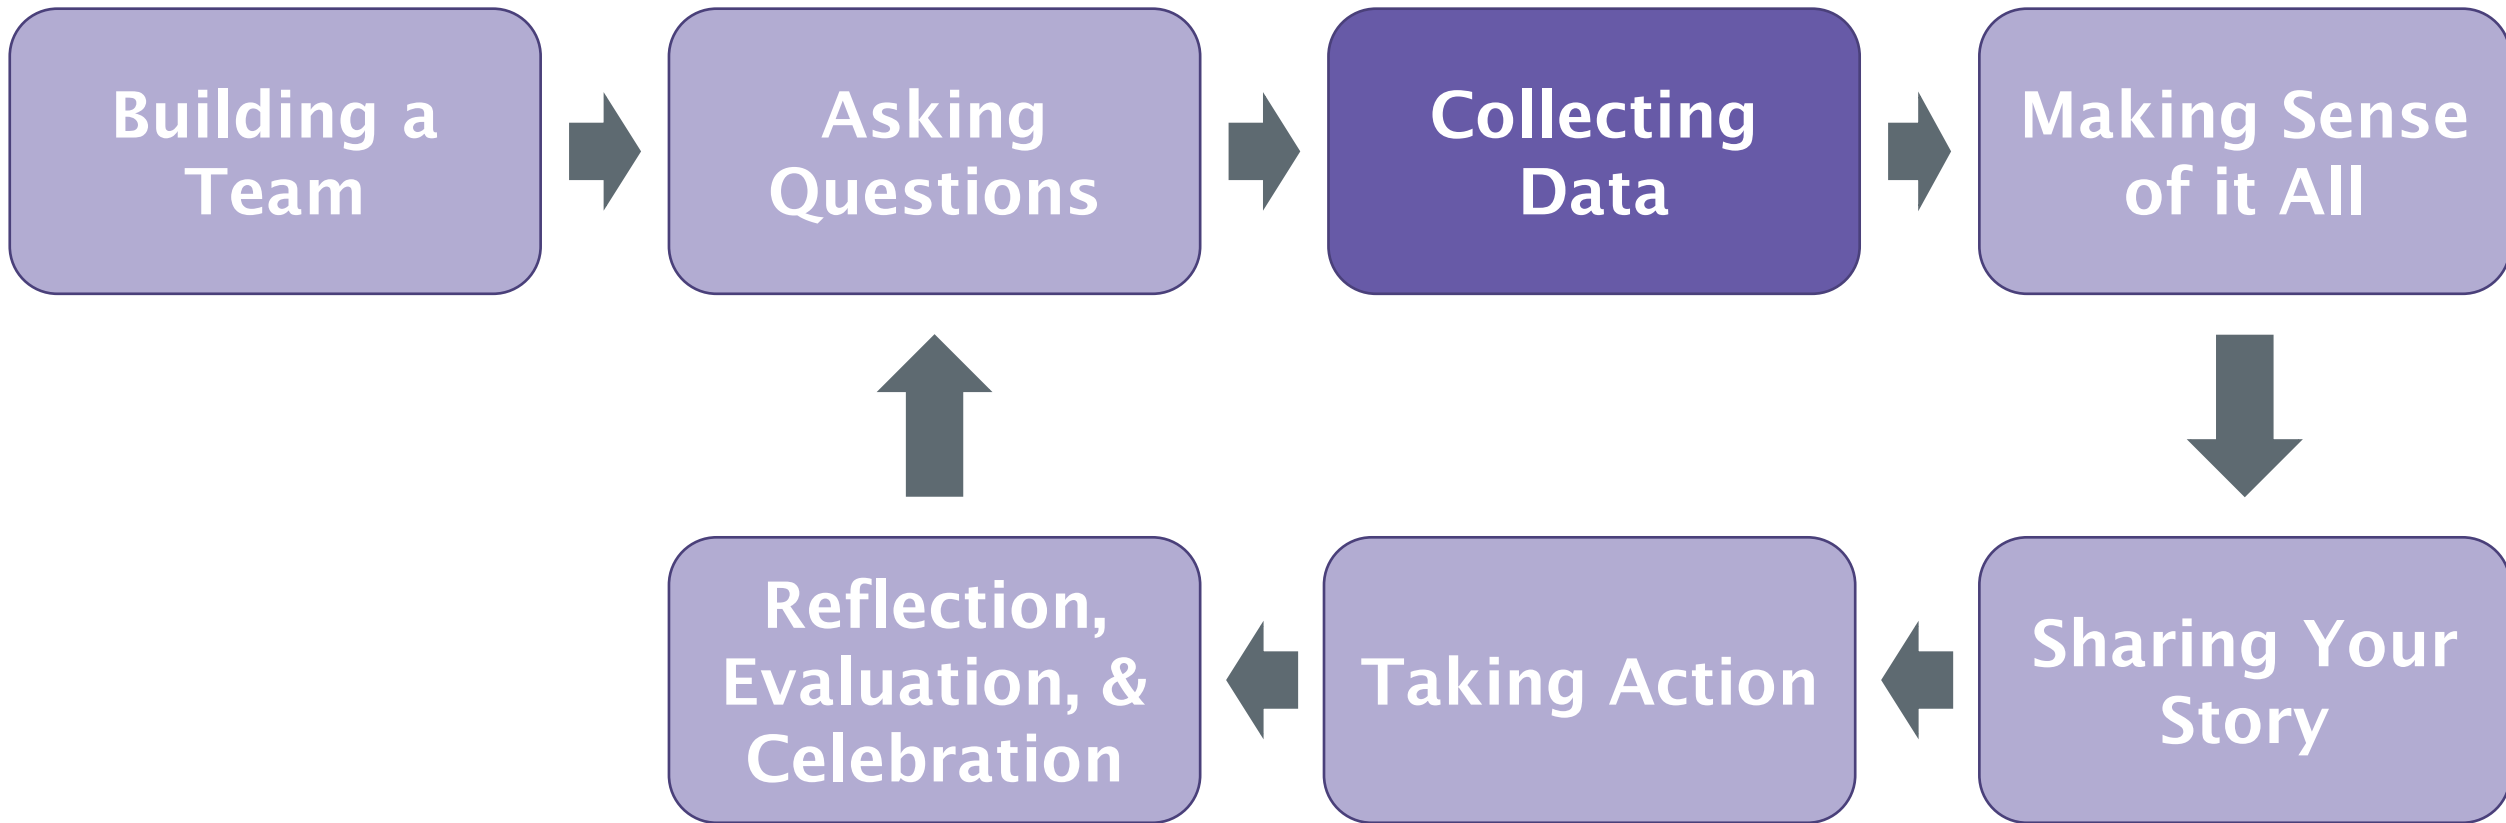 Building a
Team
Asking
Questions
Collecting
Data
Making Sense
of it All
Reflection,
Evaluation, &
Celebration
Taking Action
Sharing Your
Story